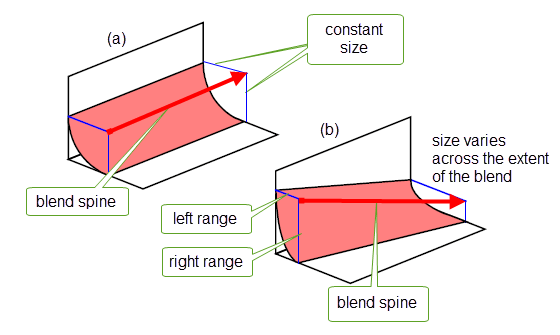 (a)
constant
size
blend spine
(b)
size varies
across the extent
of the blend
left range
right range
blend spine